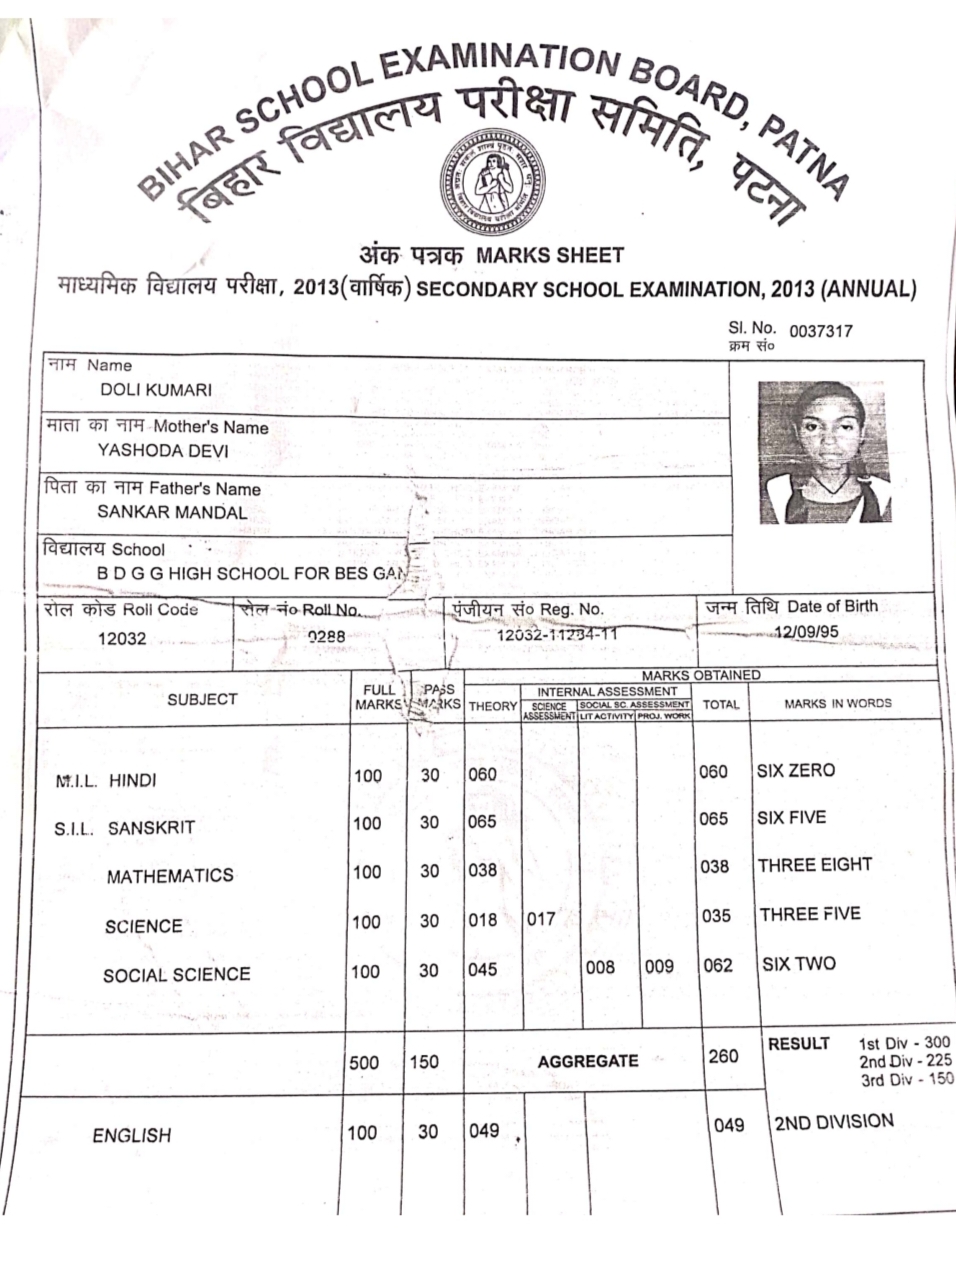 BIHAR SCHOOL EXAMINATION BOARD, PATNA
बिहार विद्यालय परीक्षा समिति, पटना
अंक पत्रक MARKS SHEET
माध्यमिक विद्यालय परीक्षा, 2013(वार्षिक) SECONDARY SCHOOL EXAMINATION, 2013 (ANNUAL)
Sl. No. 0037317
क्रम सं०
नाम Name
DOLI KUMARI
माता का नाम Mother's Name
YASHODA DEVI
पिता का नाम Father's Name
SANKAR MANDAL
विद्यालय School
B D G G HIGH SCHOOL FOR BES GAN
रोल कोड Roll Code रोल नं० Roll No. पंजीयन सं० Reg. No. जन्म तिथि Date of Birth
12032 0288 12032-11234-11 12/09/95
MARKS OBTAINED
SUBJECT FULL MARKS PASS MARKS THEORY INTERNAL ASSESSMENT TOTAL MARKS IN WORDS
SCIENCE ASSESSMENT SOCIAL SC. ASSESSMENT
LIT ACTIVITY PROJ. WORK
M.I.L. HINDI 100 30 060 060 SIX ZERO
S.I.L. SANSKRIT 100 30 065 065 SIX FIVE
MATHEMATICS 100 30 038 038 THREE EIGHT
SCIENCE 100 30 018 017 035 THREE FIVE
SOCIAL SCIENCE 100 30 045 008 009 062 SIX TWO
500 150 AGGREGATE 260 RESULT 1st Div - 300
2nd Div - 225
3rd Div - 150
ENGLISH 100 30 049 049 2ND DIVISION